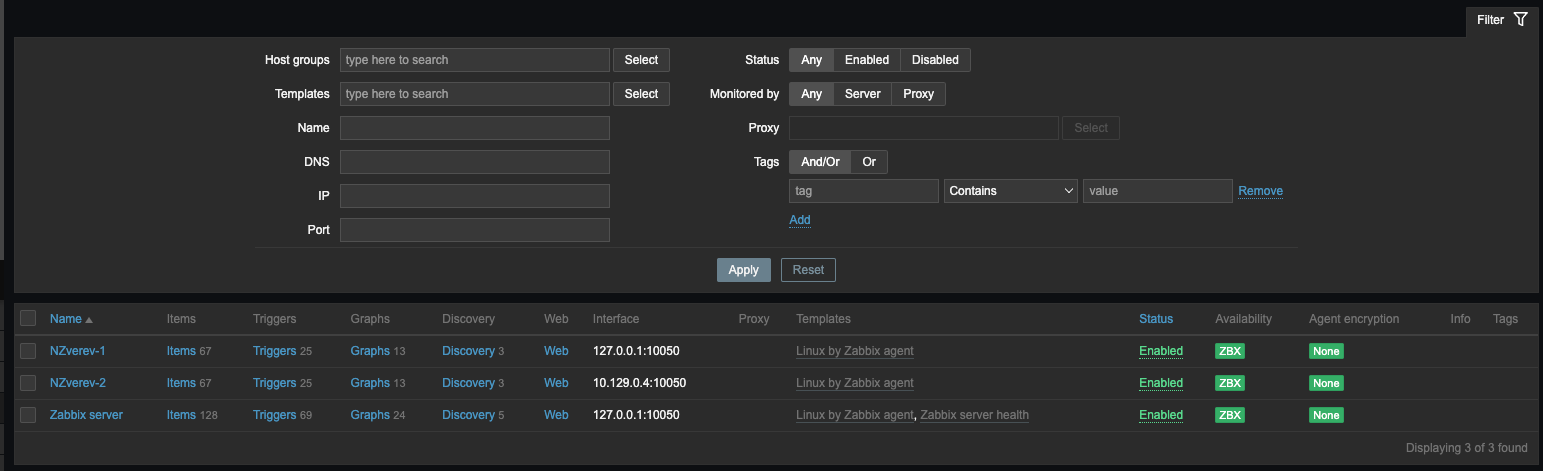 Filter
Host groups type here to search Select Status Any Enabled Disabled
Templates type here to search Select Monitored by Any Server Proxy
Name Proxy Select
DNS Tags And/Or Or
IP tag Contains value Remove
Port Add
Apply Reset
Name Items Triggers Graphs Discovery Web Interface Proxy Templates Status Availability Agent encryption Info Tags
NZverev-1 Items 67 Triggers 25 Graphs 13 Discovery 3 Web 127.0.0.1:10050 Linux by Zabbix agent Enabled ZBX None
NZverev-2 Items 67 Triggers 25 Graphs 13 Discovery 3 Web 10.129.0.4:10050 Linux by Zabbix agent Enabled ZBX None
Zabbix server Items 128 Triggers 69 Graphs 24 Discovery 5 Web 127.0.0.1:10050 Linux by Zabbix agent, Zabbix server health Enabled ZBX None
Displaying 3 of 3 found